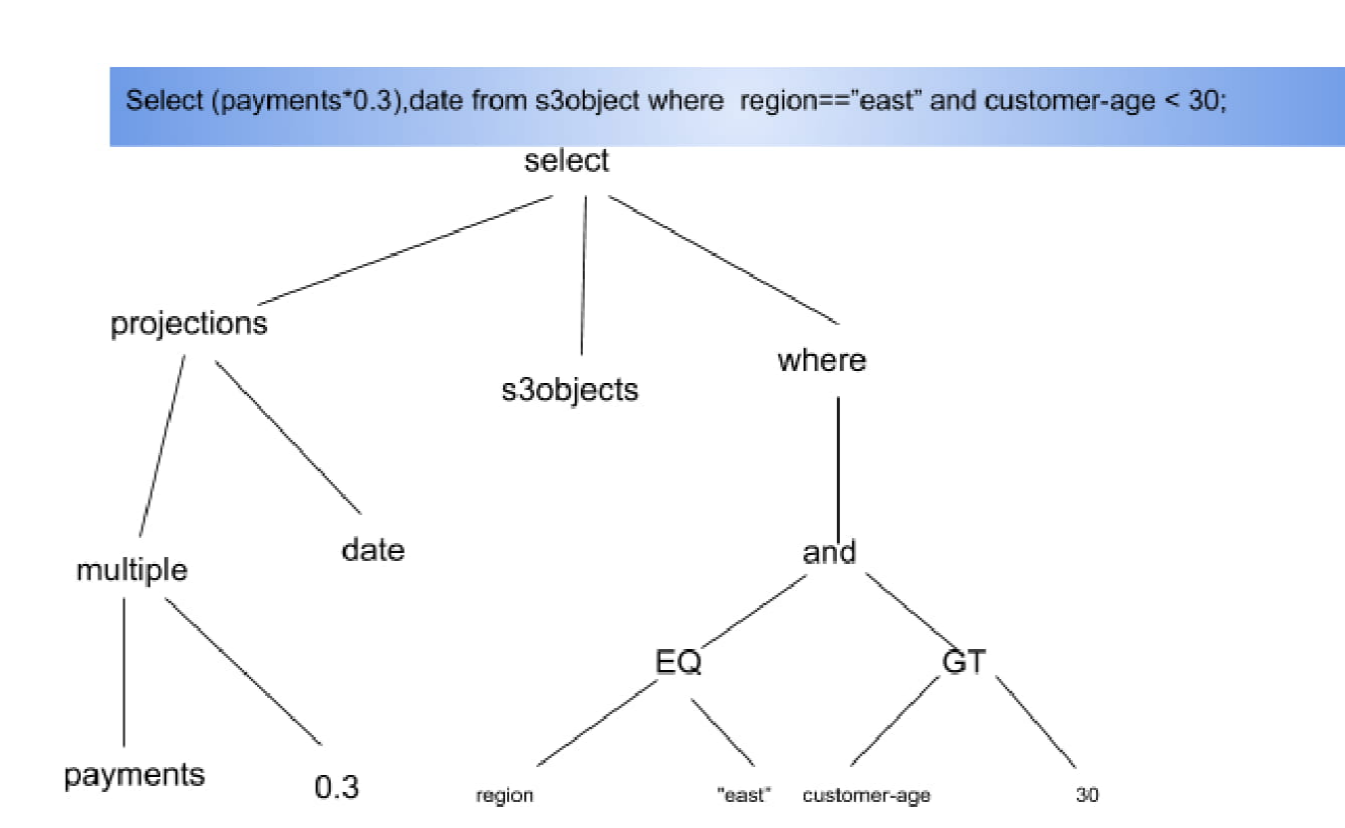 Select (payments*0.3),date from s3object where region=="east" and customer-age < 30;
select
projections
s3objects
where
multiple
date
and
EQ
GT
payments
0.3
region
"east"
customer-age
30